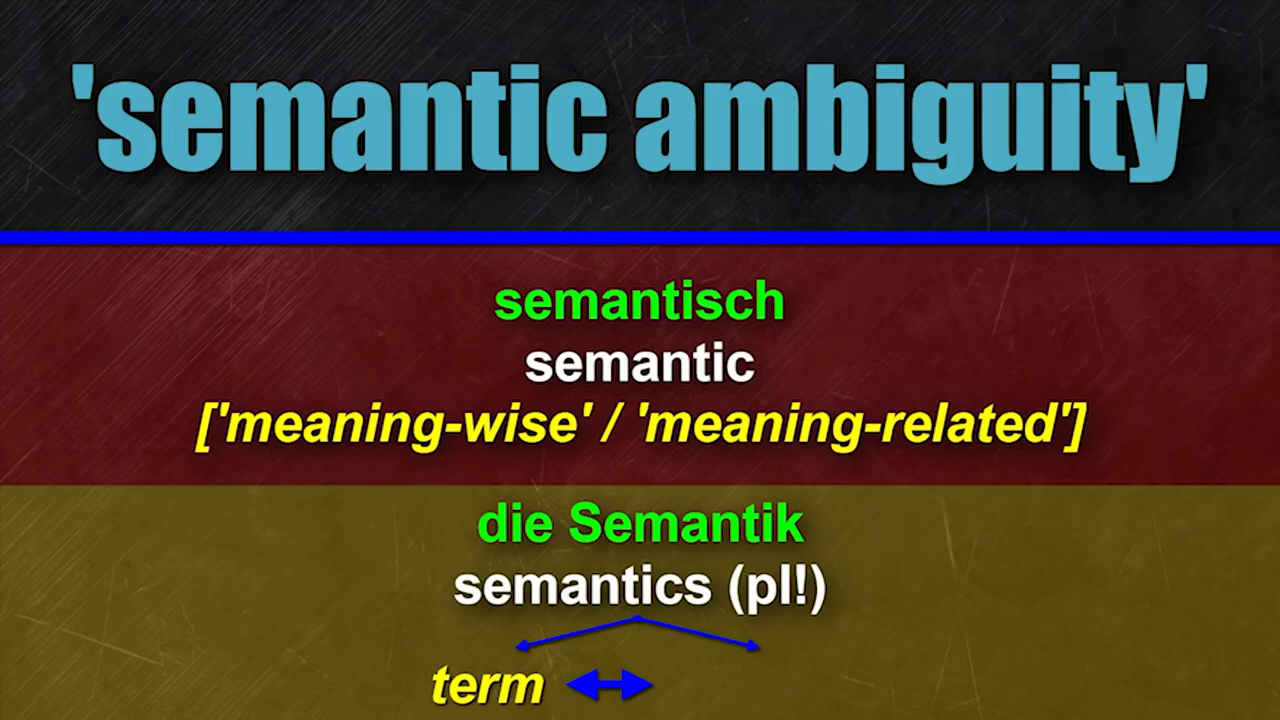 'semantic ambiguity'
semantisch
semantic
['meaning-wise' / 'meaning-related']
die Semantik
semantics (pl!)
term